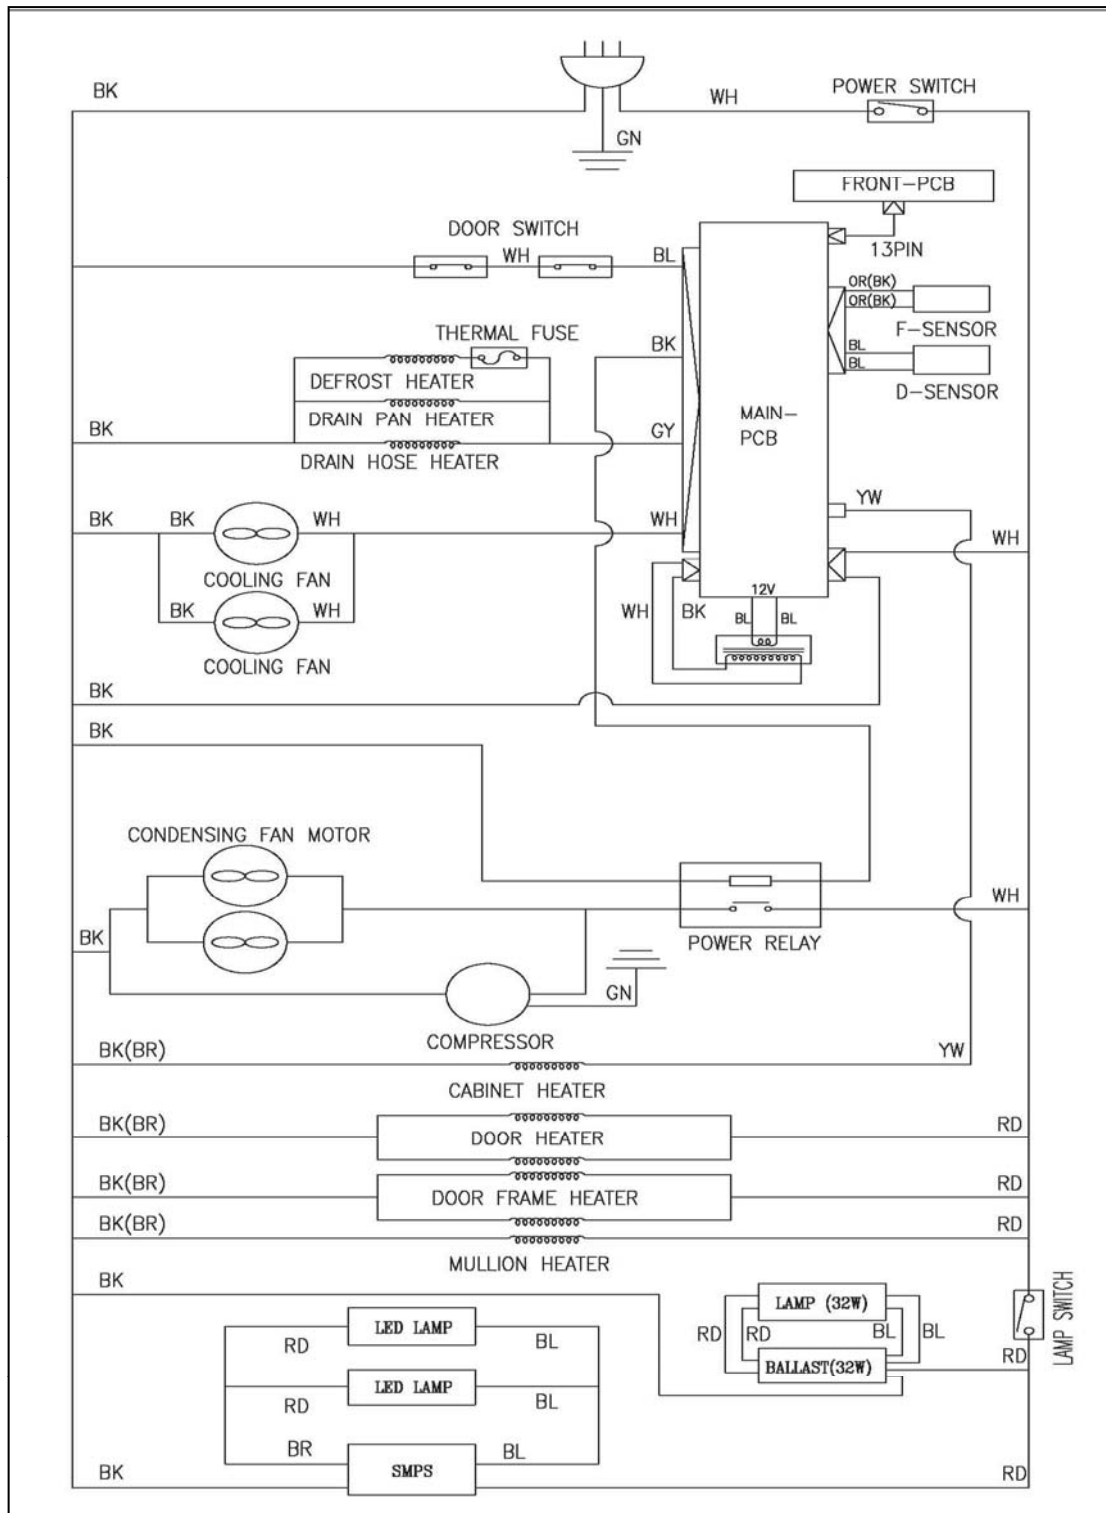 BK
WH
POWER SWITCH
GN
FRONT-PCB
13PIN
DOOR SWITCH
WH
BL
OR(BK)
OR(BK)
F-SENSOR
BL
BL
D-SENSOR
THERMAL FUSE
BK
DEFROST HEATER
DRAIN PAN HEATER
MAIN-
PCB
BK
GY
DRAIN HOSE HEATER
YW
BK
BK
WH
WH
WH
COOLING FAN
12V
BK
WH
WH
BK
BL
BL
COOLING FAN
BK
BK
CONDENSING FAN MOTOR
WH
BK
POWER RELAY
GN
COMPRESSOR
BK(BR)
YW
CABINET HEATER
BK(BR)
DOOR HEATER
RD
BK(BR)
DOOR FRAME HEATER
RD
BK(BR)
RD
MULLION HEATER
BK
LAMP SWITCH
LAMP (32W)
RD
RD
BL
BL
LED LAMP
RD
BL
RD
BALLAST(32W)
LED LAMP
RD
BL
BR
BL
BK
SMPS
RD